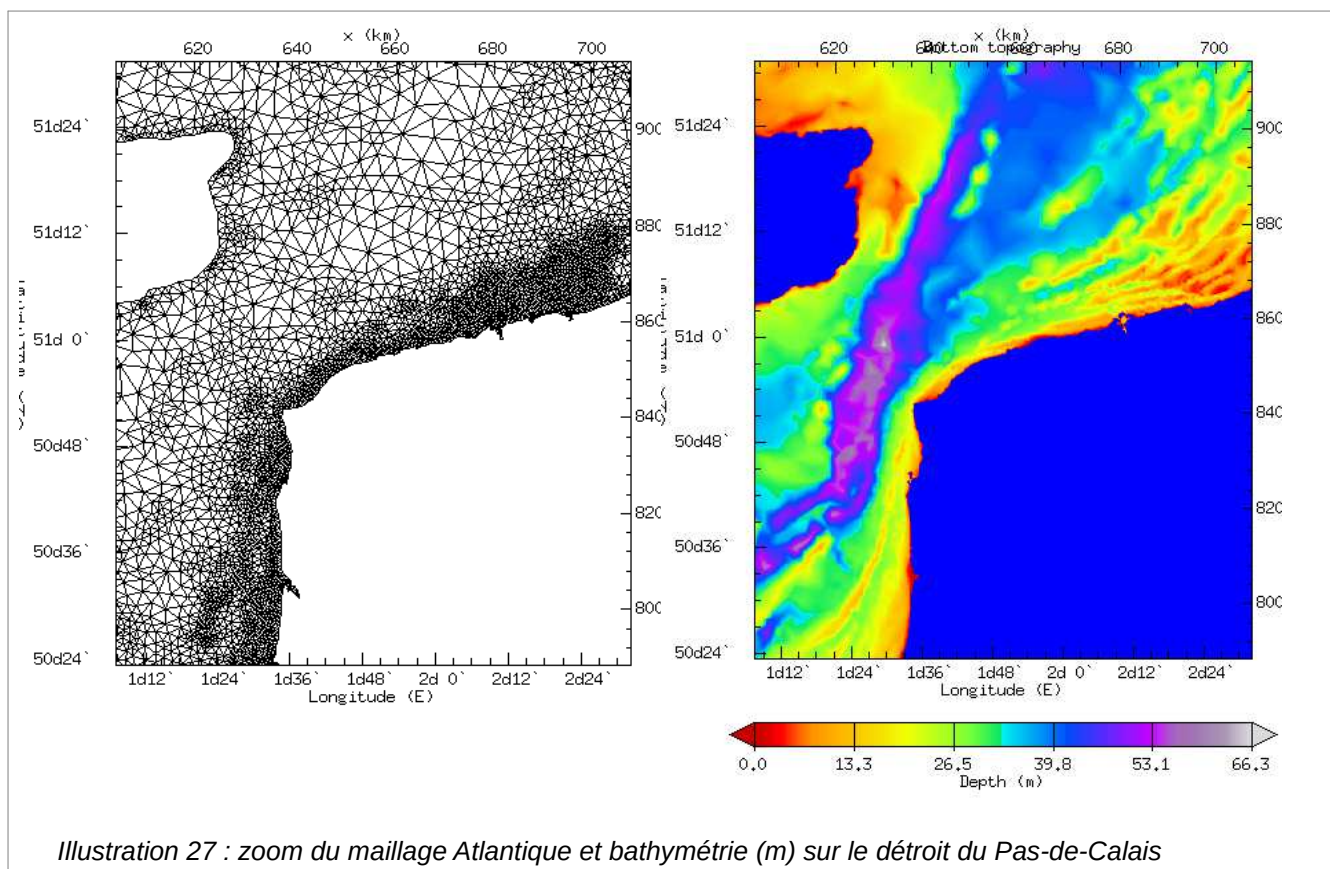 x (km)
620 640 660 680 700
51d24`
51d12`
51d 0`
50d48`
50d36`
50d24`
880
860
840
820
800
1d12` 1d24` 1d36` 1d48` 2d 0` 2d12` 2d24`
Longitude (E)
x (km)
Bottom topography
620 640 660 680 700
51d24`
51d12`
51d 0`
50d48`
50d36`
50d24`
900
880
860
840
820
800
1d12` 1d24` 1d36` 1d48` 2d 0` 2d12` 2d24`
Longitude (E)
0.0 13.3 26.5 39.8 53.1 66.3
Depth (m)
Illustration 27 : zoom du maillage Atlantique et bathymétrie (m) sur le détroit du Pas-de-Calais